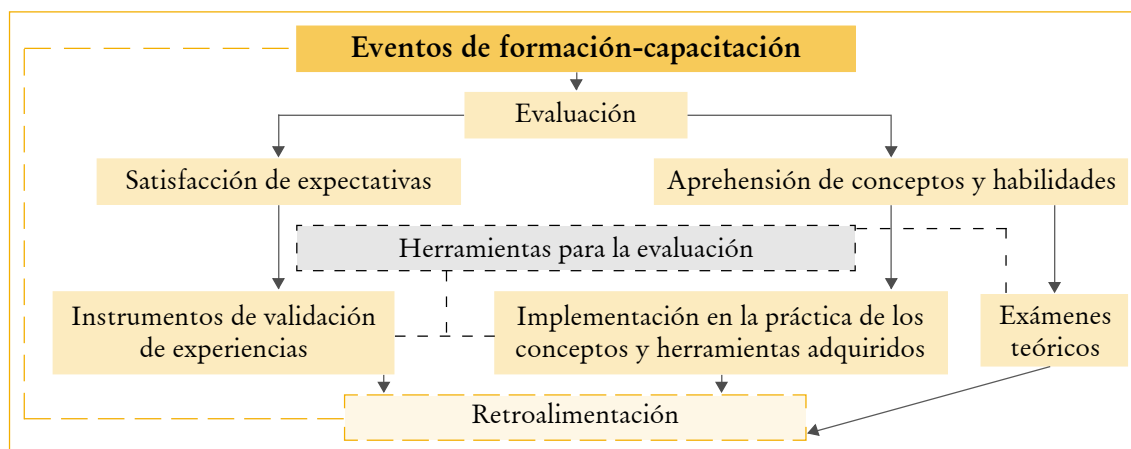 Eventos de formación-capacitación
Evaluación
Satisfacción de expectativas
Aprehensión de conceptos y habilidades
Herramientas para la evaluación
Instrumentos de validación
de experiencias
Implementación en la práctica de los
conceptos y herramientas adquiridos
Exámenes
teóricos
Retroalimentación